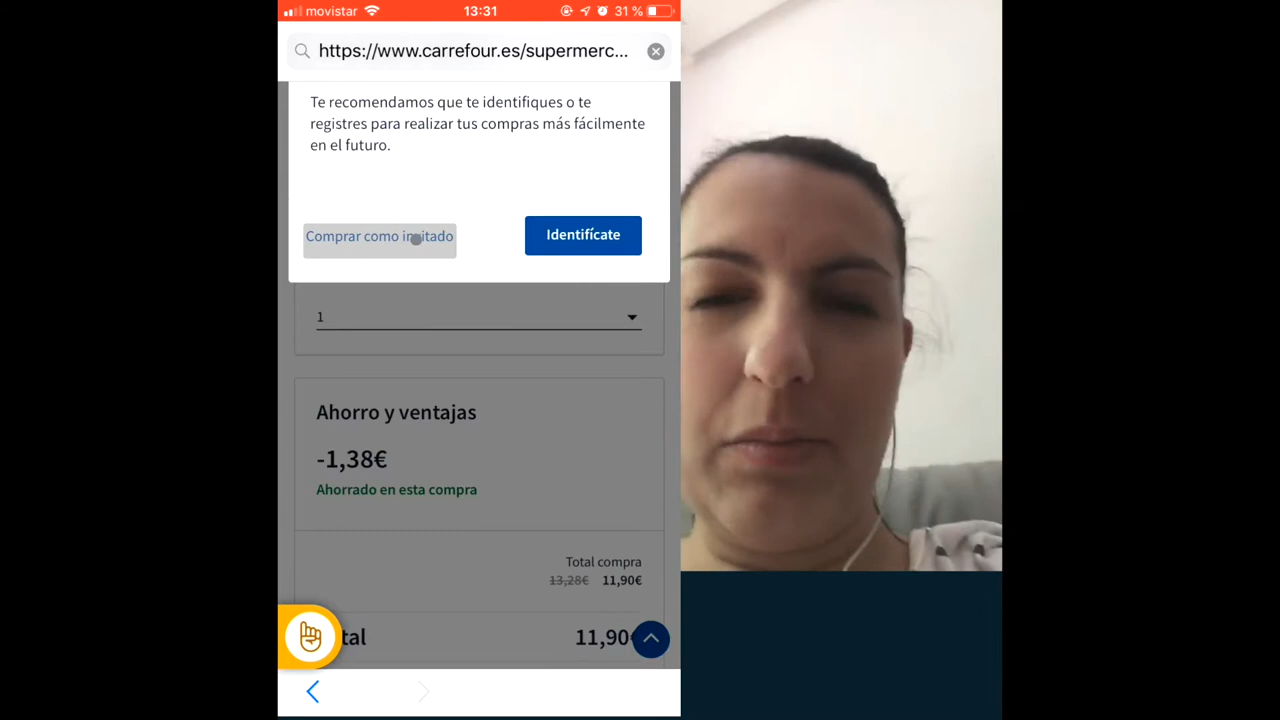 movistar 13:31 31 %
https://www.carrefour.es/supermerc...
Te recomendamos que te identifiques o te
registres para realizar tus compras más fácilmente
en el futuro.
Comprar como invitado
Identifícate
1
Ahorro y ventajas
-1,38€
Ahorrado en esta compra
Total compra
13,28€ 11,90€
tal 11,90